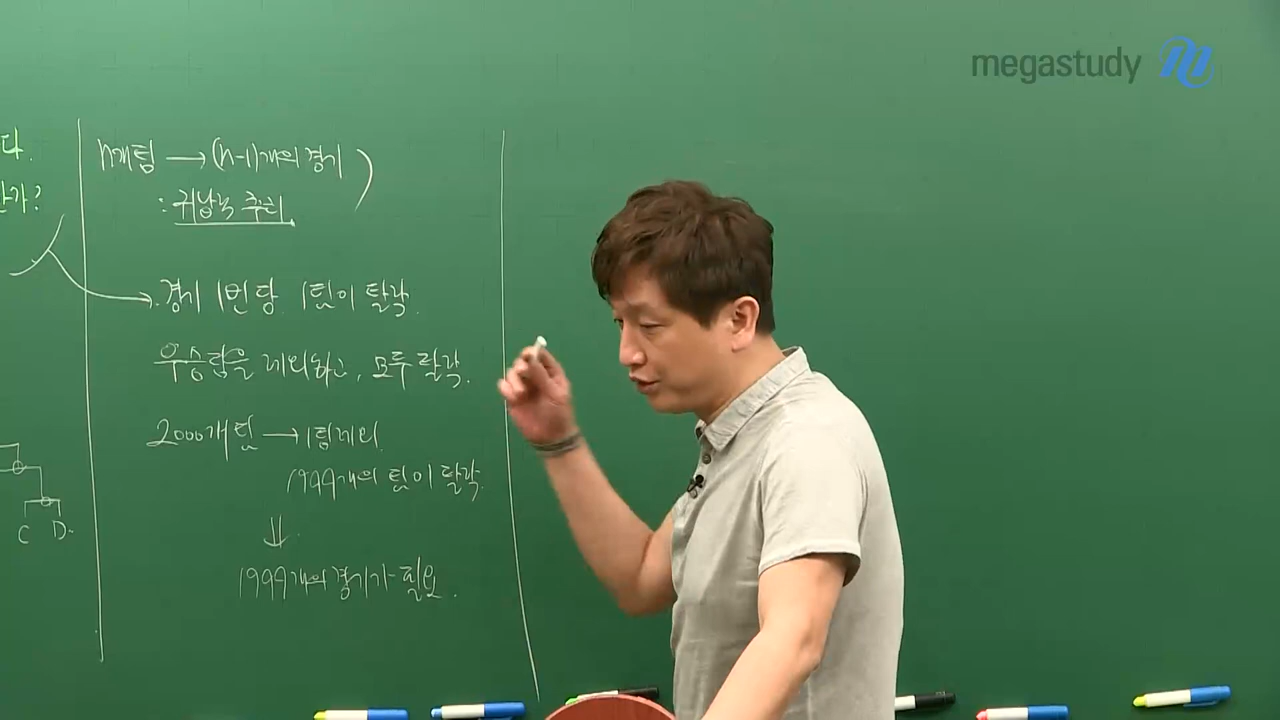 megastudy
다.
가?
n개팀 → (n-1)개의 경기
: 귀납적 추리
경기 1번당 1팀이 탈락.
우승팀을 제외하고, 모두 탈락.
2000개팀 → 1팀제외
1999개의 팀이 탈락.
⇓
1999개의 경기가 필요.
C D